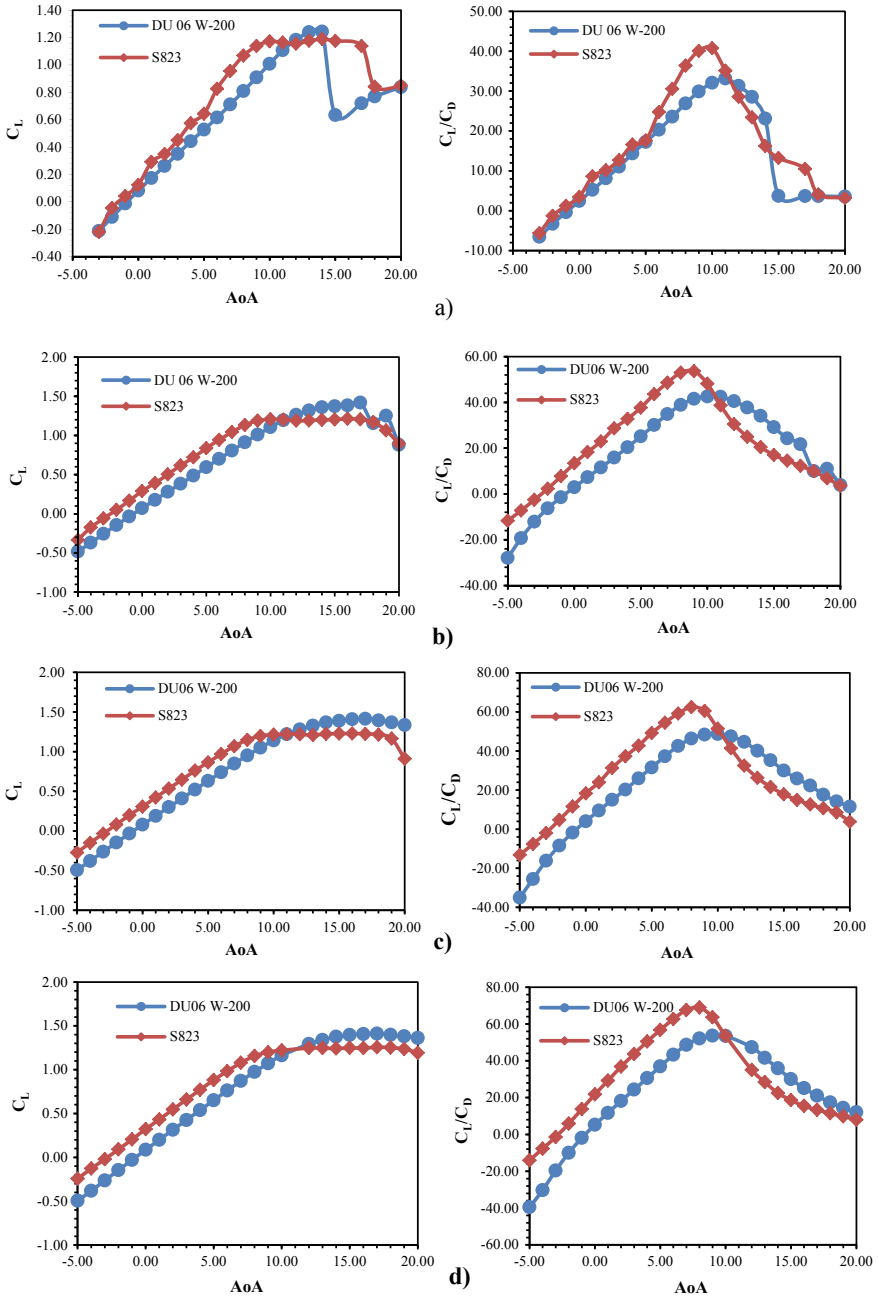 1.40
1.20
1.00
0.80
0.60
0.40
0.20
0.00
-0.20
-0.40
C_L
DU 06 W-200
S823
-5.00 0.00 5.00 10.00 15.00 20.00
AoA
50.00
40.00
30.00
20.00
10.00
0.00
-10.00
C_L/C_D
DU 06 W-200
S823
-5.00 0.00 5.00 10.00 15.00 20.00
AoA
a)
2.00
1.50
1.00
0.50
0.00
-0.50
-1.00
C_L
DU 06 W-200
S823
-5.00 0.00 5.00 10.00 15.00 20.00
AoA
60.00
40.00
20.00
0.00
-20.00
-40.00
C_L/C_D
DU06 W-200
S823
-5.00 0.00 5.00 10.00 15.00 20.00
AoA
b)
2.00
1.50
1.00
0.50
0.00
-0.50
-1.00
C_L
DU06 W-200
S823
-5.00 0.00 5.00 10.00 15.00 20.00
AoA
80.00
60.00
40.00
20.00
0.00
-20.00
-40.00
C_L/C_D
DU06 W-200
S823
-5.00 0.00 5.00 10.00 15.00 20.00
AoA
c)
2.00
1.50
1.00
0.50
0.00
-0.50
-1.00
C_L
DU06 W-200
S823
-5.00 0.00 5.00 10.00 15.00 20.00
AoA
80.00
60.00
40.00
20.00
0.00
-20.00
-40.00
-60.00
C_L/C_D
DU06 W-200
S823
-5.00 0.00 5.00 10.00 15.00 20.00
AoA
d)